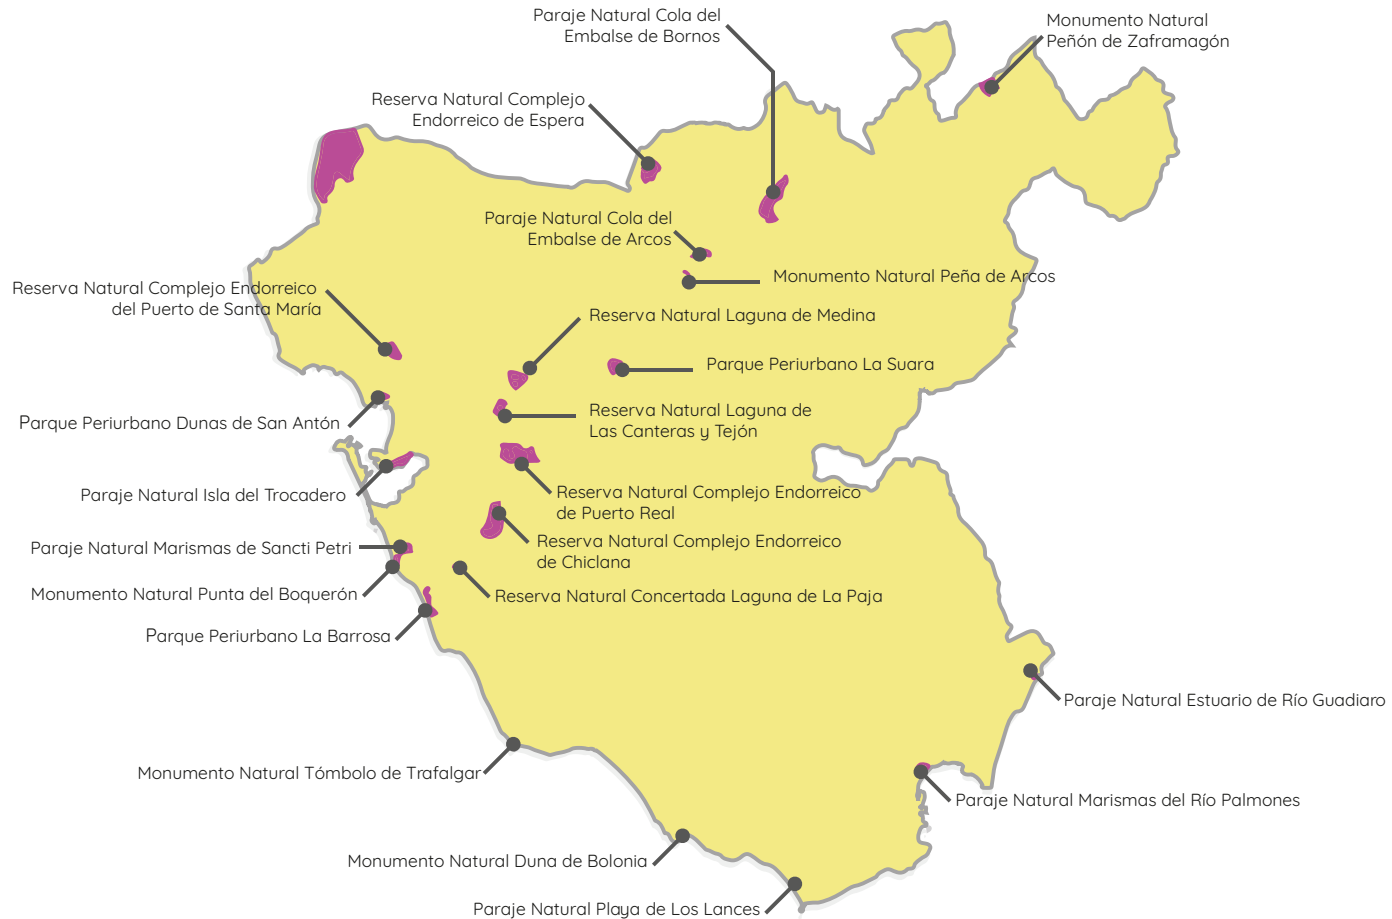 Paraje Natural Cola del
Embalse de Bornos
Monumento Natural
Peñón de Zaframagón
Reserva Natural Complejo
Endorreico de Espera
Paraje Natural Cola del
Embalse de Arcos
Monumento Natural Peña de Arcos
Reserva Natural Complejo Endorreico
del Puerto de Santa María
Reserva Natural Laguna de Medina
Parque Periurbano La Suara
Parque Periurbano Dunas de San Antón
Reserva Natural Laguna de
Las Canteras y Tejón
Paraje Natural Isla del Trocadero
Reserva Natural Complejo Endorreico
de Puerto Real
Paraje Natural Marismas de Sancti Petri
Reserva Natural Complejo Endorreico
de Chiclana
Monumento Natural Punta del Boquerón
Reserva Natural Concertada Laguna de La Paja
Parque Periurbano La Barrosa
Paraje Natural Estuario de Río Guadiaro
Monumento Natural Tómbolo de Trafalgar
Paraje Natural Marismas del Río Palmones
Monumento Natural Duna de Bolonia
Paraje Natural Playa de Los Lances